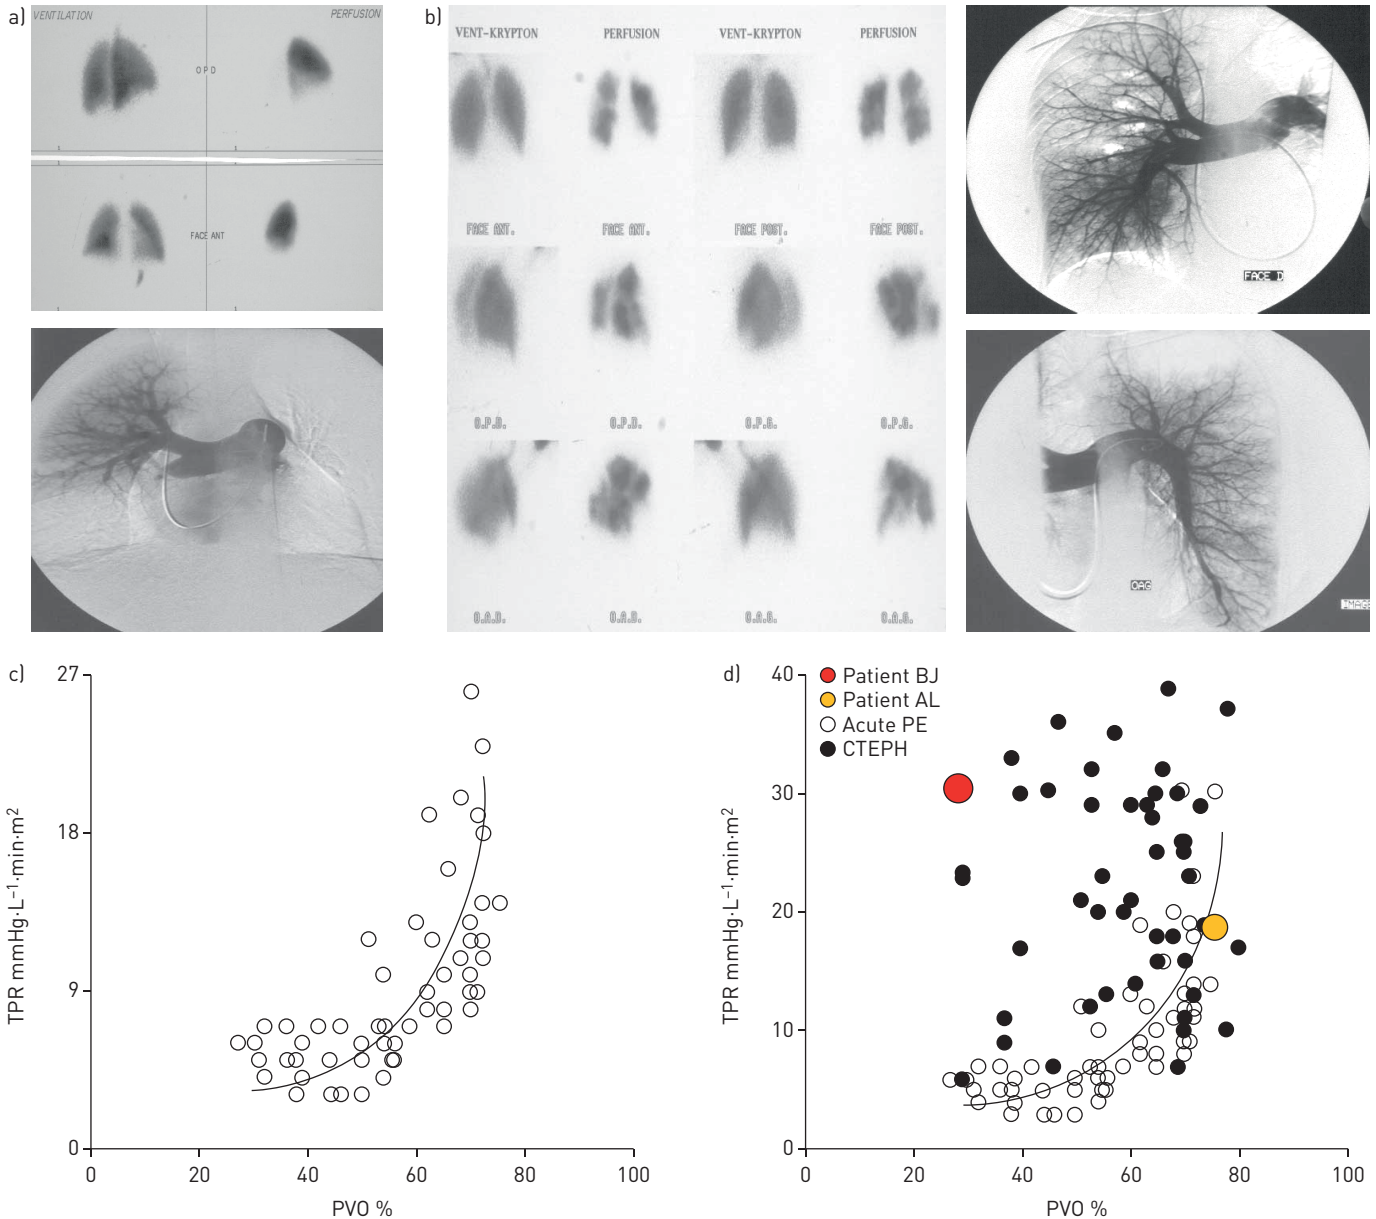 a)
VENTILATION
PERFUSION
OPD
FACE ANT
b)
VENT-KRYPTON PERFUSION VENT-KRYPTON PERFUSION
FACE ANT. FACE ANT. FACE POST. FACE POST.
O.P.D. O.P.D. O.P.G. O.P.G.
O.A.D. O.A.D. O.A.G. O.A.G.
FACE D
OAG
IMAGE
c)
27
18
9
0
TPR mmHg·L⁻¹·min·m²
0 20 40 60 80 100
PVO %
d)
Patient BJ
Patient AL
Acute PE
CTEPH
40
30
20
10
0
TPR mmHg·L⁻¹·min·m²
0 20 40 60 80 100
PVO %